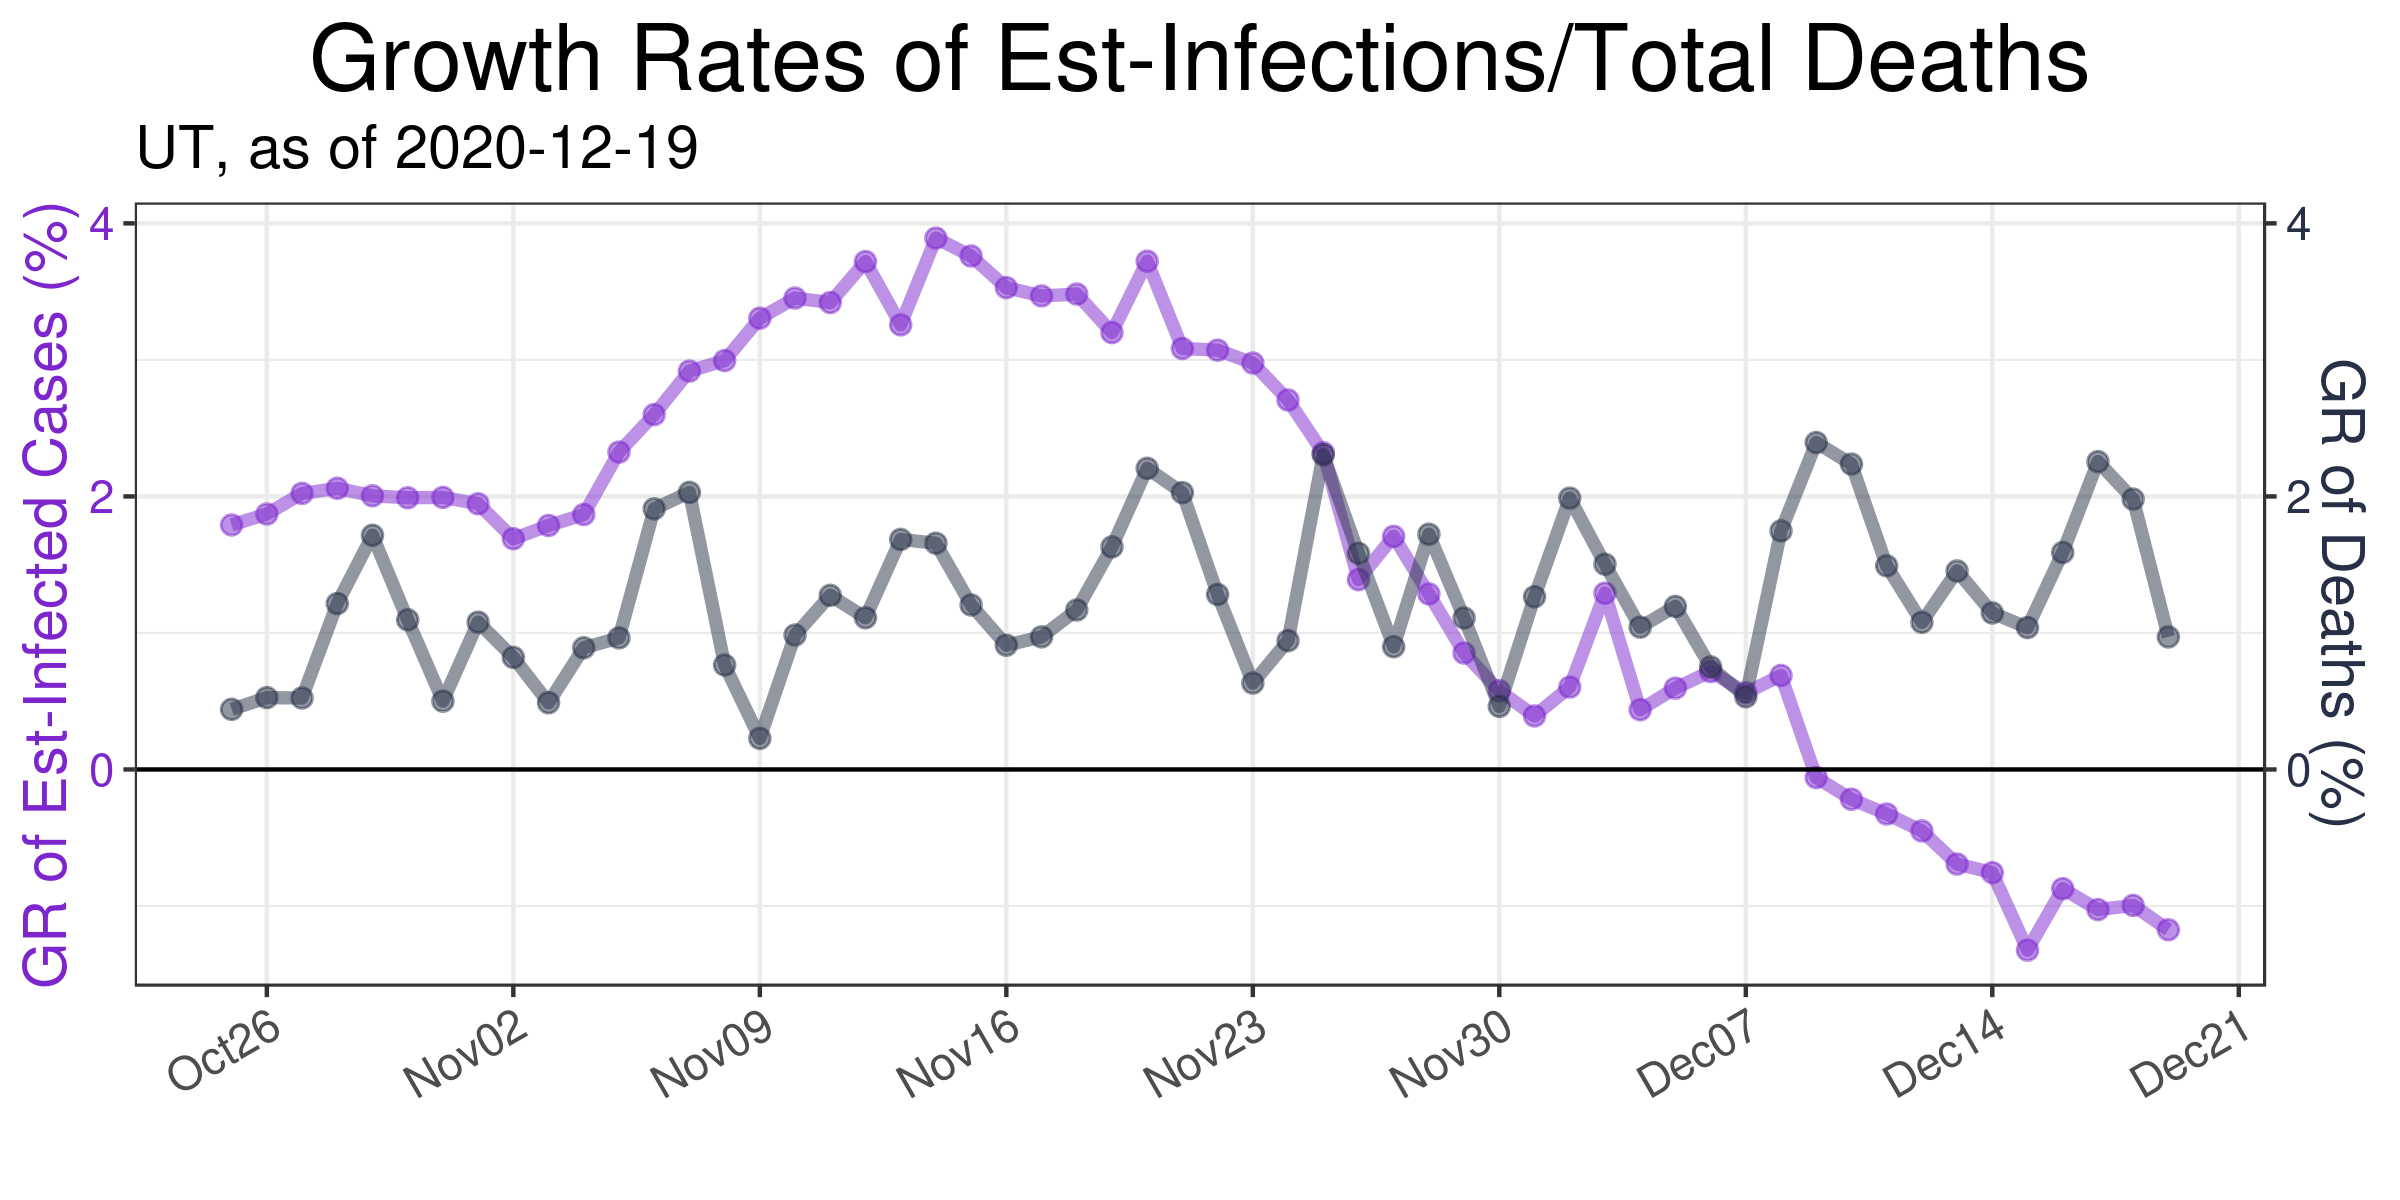 Growth Rates of Est-Infections/Total Deaths
UT, as of 2020-12-19
GR of Est-Infected Cases (%)
4
2
0
4
2
0
GR of Deaths (%)
Oct26
Nov02
Nov09
Nov16
Nov23
Nov30
Dec07
Dec14
Dec21